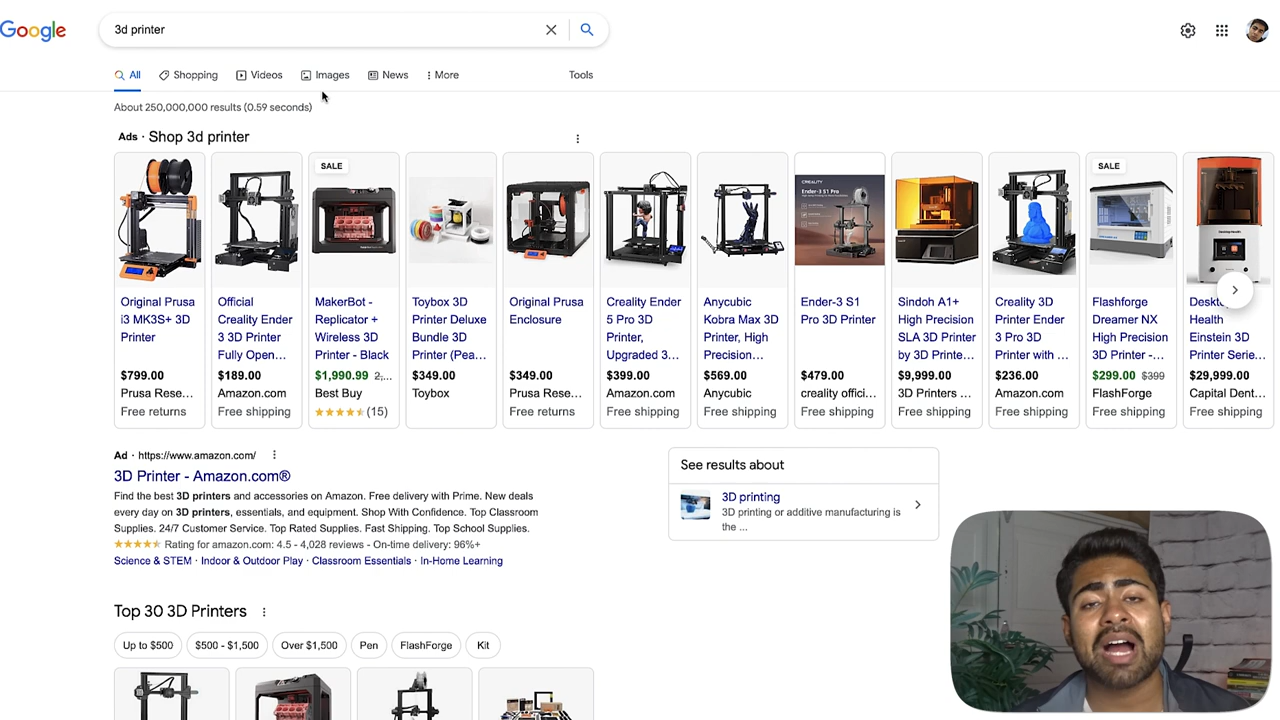 Google
3d printer
All
Shopping
Videos
Images
News
More
Tools
About 250,000,000 results (0.59 seconds)
Ads · Shop 3d printer
Original Prusa
i3 MK3S+ 3D
Printer
$799.00
Prusa Rese...
Free returns
Official
Creality Ender
3 3D Printer
Fully Open...
$189.00
Amazon.com
Free shipping
SALE
MakerBot -
Replicator +
Wireless 3D
Printer - Black
$1,990.99 2,...
Best Buy
(15)
Toybox 3D
Printer Deluxe
Bundle 3D
Printer (Pea...
$349.00
Toybox
Original Prusa
Enclosure
$349.00
Prusa Rese...
Free returns
Creality Ender
5 Pro 3D
Printer,
Upgraded 3...
$399.00
Amazon.com
Free shipping
Anycubic
Kobra Max 3D
Printer, High
Precision...
$569.00
Anycubic
Free shipping
CREALITY
Ender-3 S1 Pro
Ender-3 S1
Pro 3D Printer
$479.00
creality offici...
Free shipping
Sindoh A1+
High Precision
SLA 3D Printer
by 3D Printe...
$9,999.00
3D Printers ...
Free shipping
Creality 3D
Printer Ender
3 Pro 3D
Printer with ...
$236.00
Amazon.com
Free shipping
SALE
Flashforge
Dreamer NX
High Precision
3D Printer -...
$299.00 $399
FlashForge
Free shipping
Health
Einstein 3D
Printer Serie...
$29,999.00
Capital Dent...
Free shipping
Ad · https://www.amazon.com/
3D Printer - Amazon.com®
Find the best 3D printers and accessories on Amazon. Free delivery with Prime. New deals
every day on 3D printers, essentials, and equipment. Shop With Confidence. Top Classroom
Supplies. 24/7 Customer Service. Top Rated Supplies. Fast Shipping. Top School Supplies.
Rating for amazon.com: 4.5 - 4,028 reviews - On-time delivery: 96%+
Science & STEM · Indoor & Outdoor Play · Classroom Essentials · In-Home Learning
See results about
3D printing
3D printing or additive manufacturing is
the ...
Top 30 3D Printers
Up to $500
$500 - $1,500
Over $1,500
Pen
FlashForge
Kit